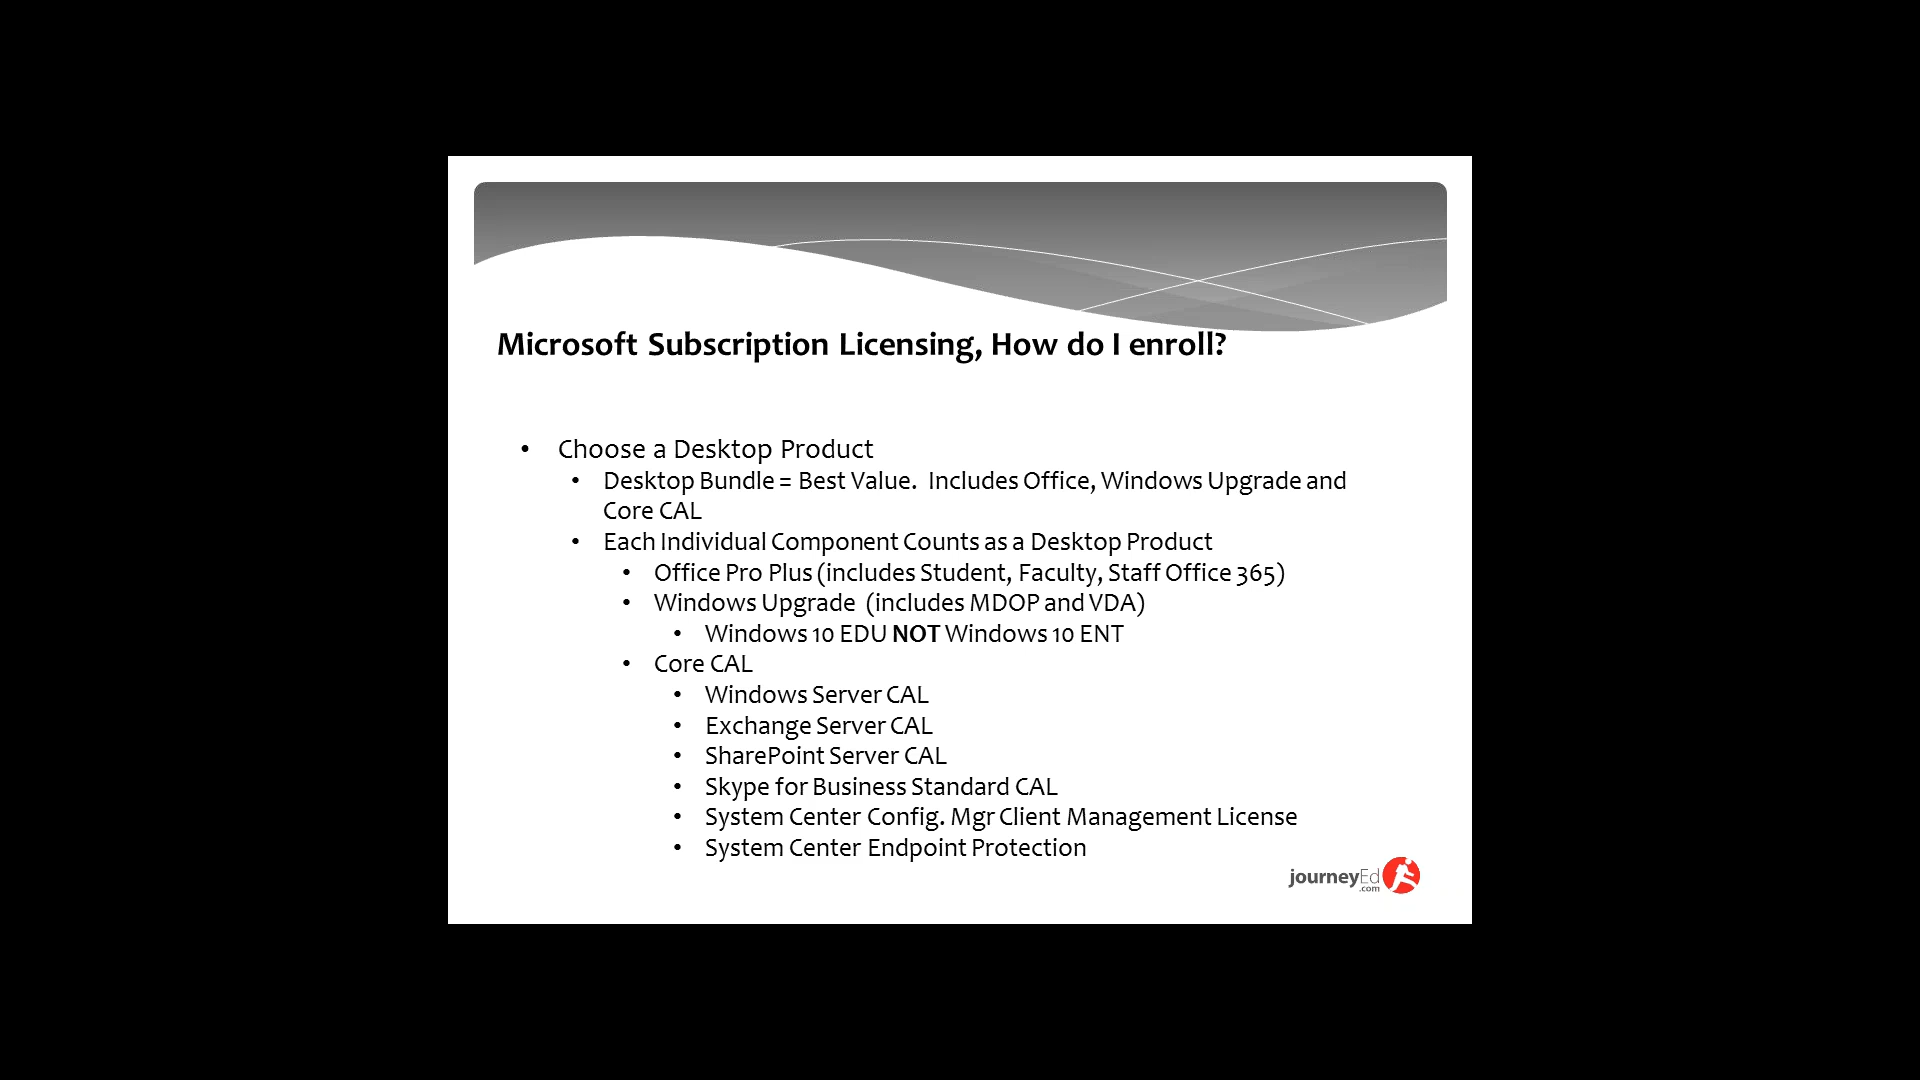 Microsoft Subscription Licensing, How do I enroll?
• Choose a Desktop Product
• Desktop Bundle = Best Value.  Includes Office, Windows Upgrade and
Core CAL
• Each Individual Component Counts as a Desktop Product
• Office Pro Plus (includes Student, Faculty, Staff Office 365)
• Windows Upgrade  (includes MDOP and VDA)
• Windows 10 EDU NOT Windows 10 ENT
• Core CAL
• Windows Server CAL
• Exchange Server CAL
• SharePoint Server CAL
• Skype for Business Standard CAL
• System Center Config. Mgr Client Management License
• System Center Endpoint Protection
journeyEd
.com